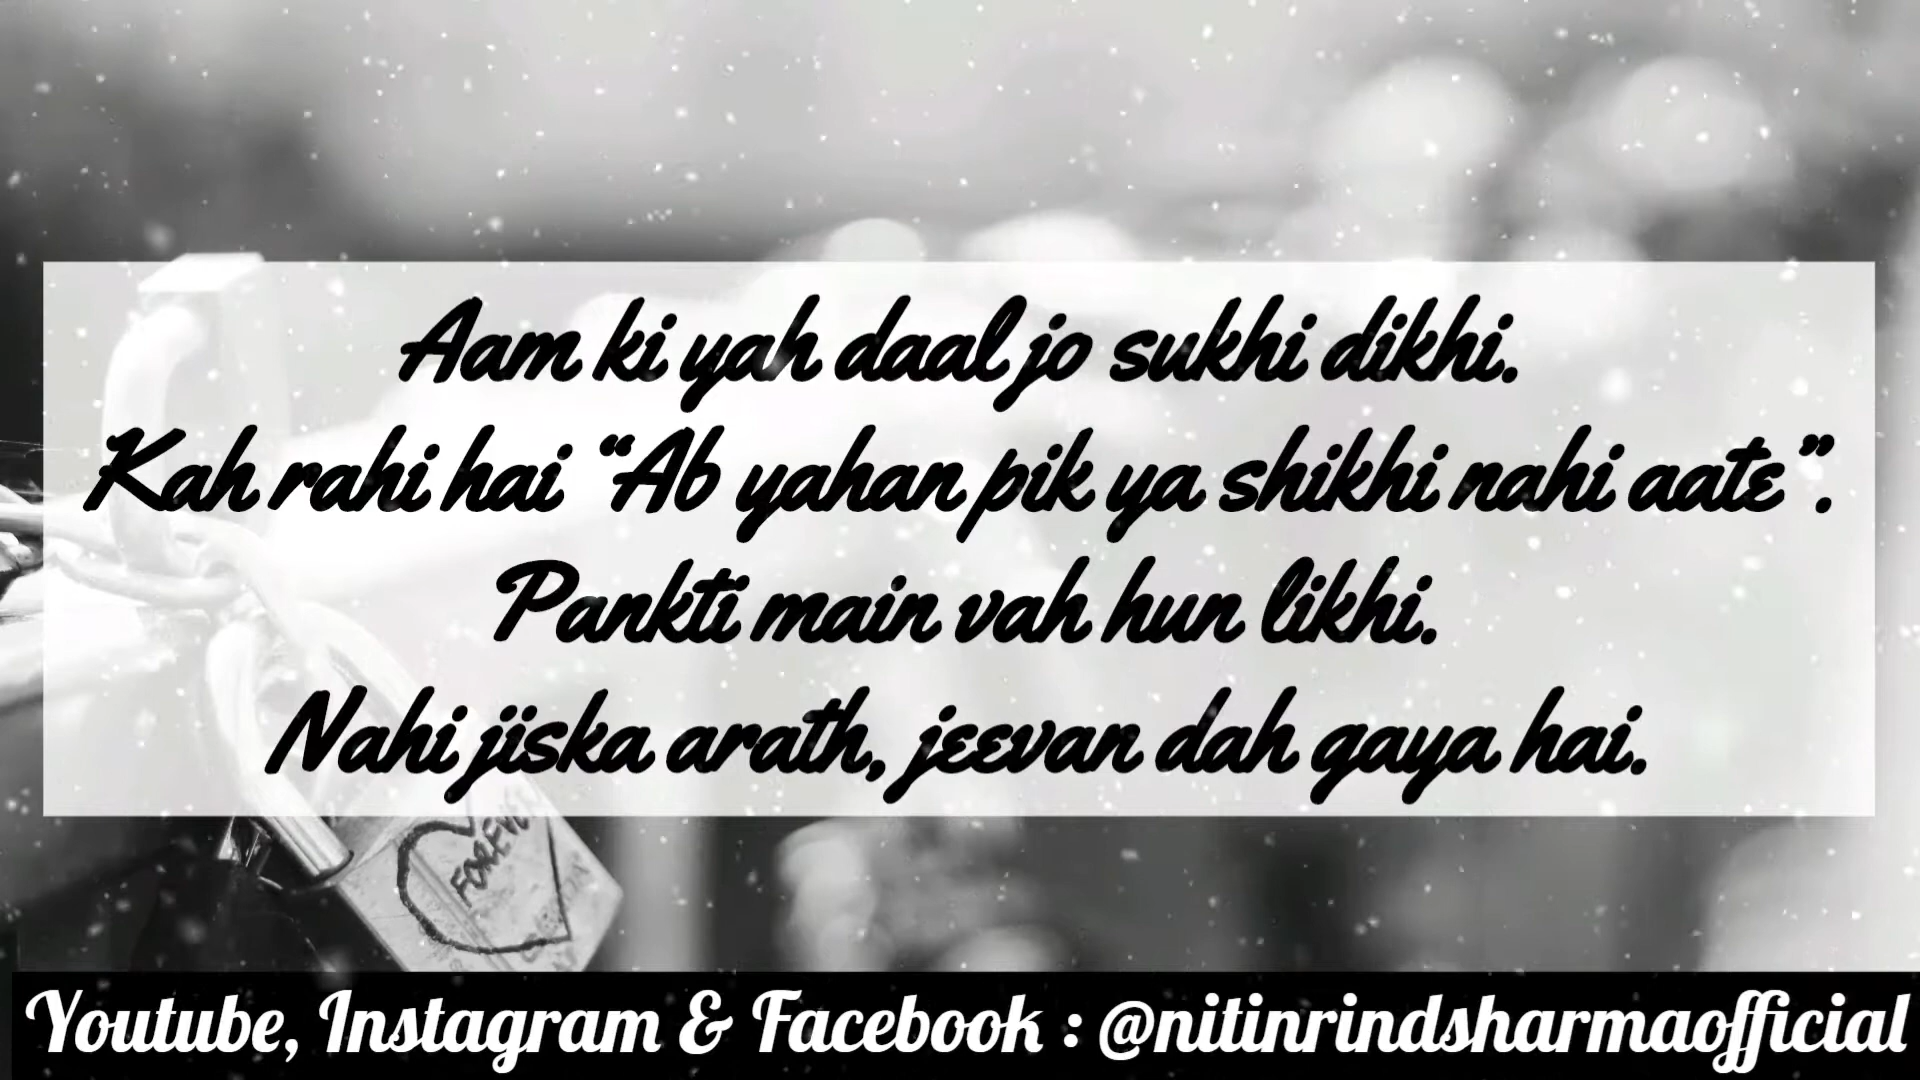 Aam ki yah daal jo sukhi dikhi.
Kah rahi hai “Ab yahan pik ya shikhi nahi aate”.
Pankti main vah hun likhi.
Nahi jiska arath, jeevan dah gaya hai.
FOREV
Youtube, Instagram & Facebook : @nitinrindsharmaofficial